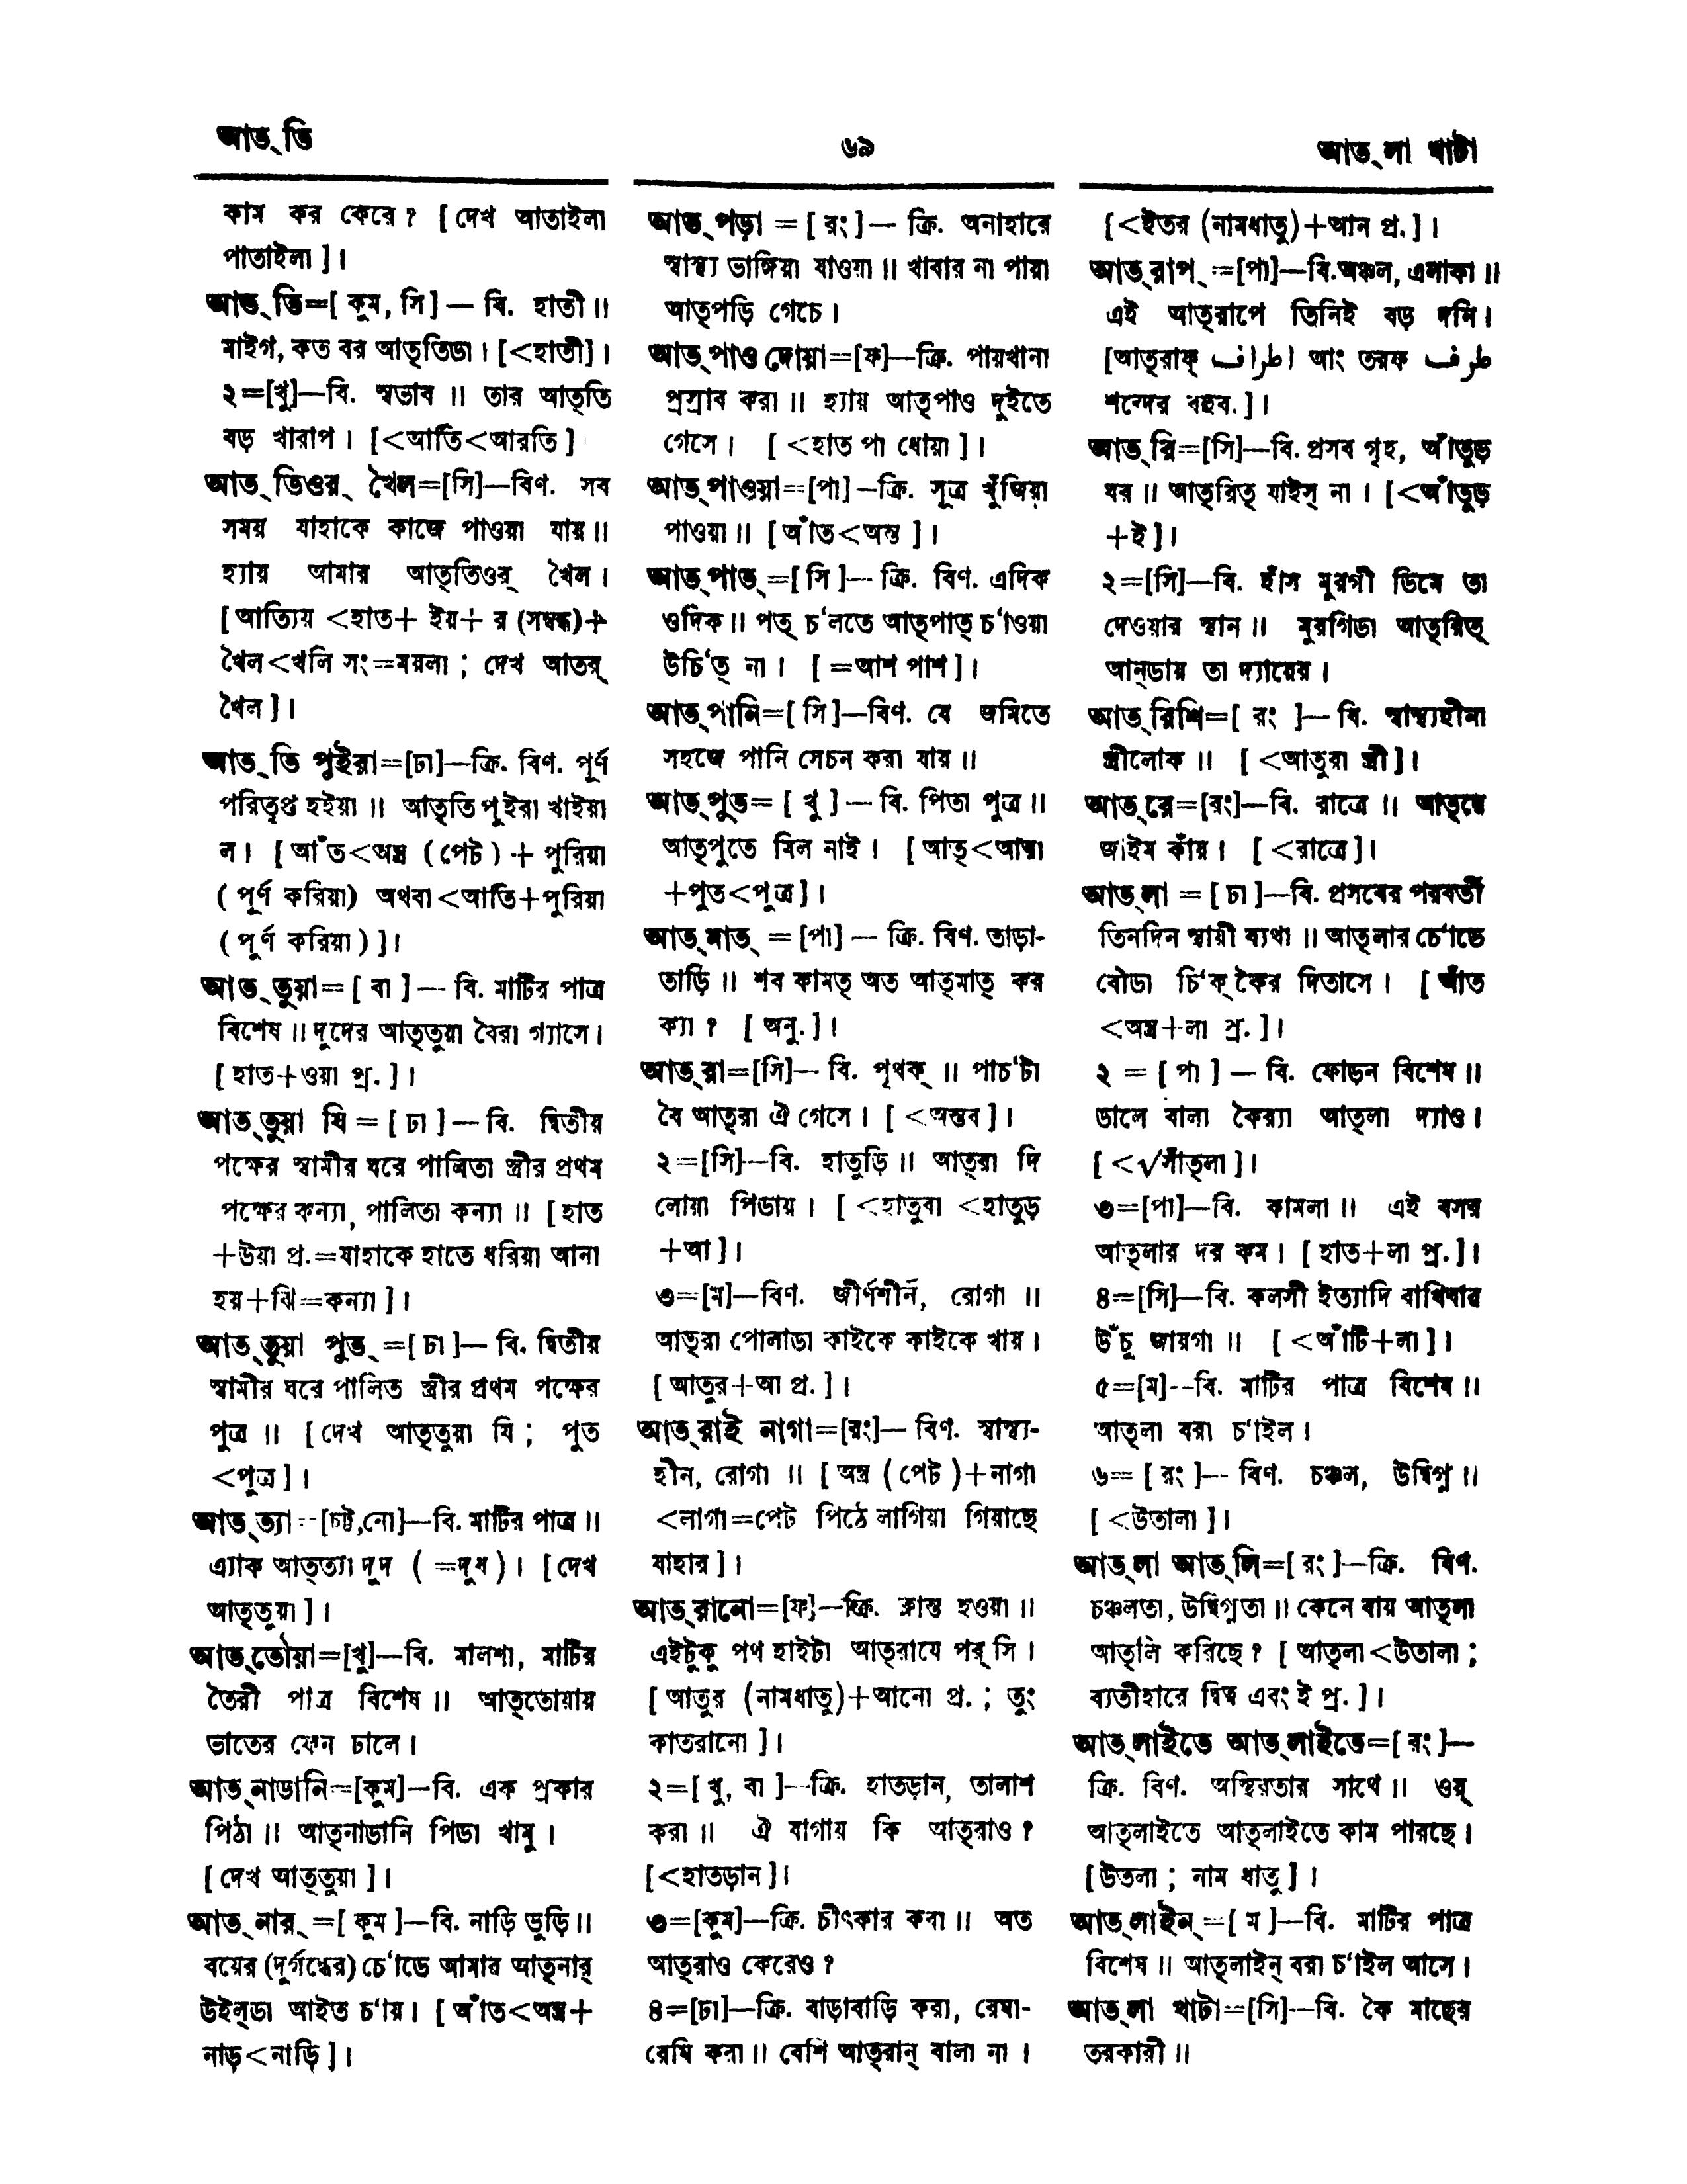 আত্‌তি
৬৯
আত্‌লা খাটা
কাম কর কেরে? [ দেখ আতাইলা
পাতাইলা ]।
আত্‌তি=[ কুম, সি ] — বি. হাতী॥
মাইগ, কত বর আত্‌তিডা। [<হাতী]।
২=[খু]—বি. স্বভাব॥ তার আত্‌তি
বড় খারাপ। [<আর্তি<আরতি]
আত্‌তিওর্‌ খৈল=[সি]—বিণ. সব
সময় যাহাকে কাজে পাওয়া যায়॥
হ্যায় আমার আত্‌তিওর্‌ খৈল।
[ আত্যিয় <হাত+ ইয়+ র (সম্বন্ধ)+
খৈল<খলি সং=ময়লা ; দেখ আতর্‌
খৈল ]।
আত্‌তি পুইরা=[ঢা]—ক্রি. বিণ. পূর্ণ
পরিতৃপ্ত হইয়া॥ আত্‌তি পুইরা খাইয়া
ল। [ আঁত<অন্ত্র (পেট) + পুরিয়া
( পূর্ণ করিয়া) অথবা<আর্তি+পুরিয়া
( পূর্ণ করিয়া ) ]।
আত্‌তুয়া=[ বা ] — বি. মাটির পাত্র
বিশেষ॥ দুদের আত্‌তুয়া বৈরা গ্যাসে।
[ হাত+ওয়া প্র. ]।
আত্‌তুয়া যি = [ ঢা ] — বি. দ্বিতীয়
পক্ষের স্বামীর ঘরে পালিতা স্ত্রীর প্রথম
পক্ষের কন্যা, পালিতা কন্যা॥ [ হাত
+উয়া প্র.=যাহাকে হাতে ধরিয়া আনা
হয়+ঝি=কন্যা ]।
আত্‌তুয়া পুত্‌=[ ঢা ]— বি. দ্বিতীয়
স্বামীর ঘরে পালিত স্ত্রীর প্রথম পক্ষের
পুত্র॥ [ দেখ আত্‌তুয়া যি ; পুত
<পুত্র ]।
আত্‌ত্যা=[চট্ট,নো]—বি. মাটির পাত্র॥
এ্যাক আত্‌ত্যা দুদ ( =দুধ )। [ দেখ
আত্‌তুয়া ]।
আত্‌তোয়া=[খু]—বি. মালশা, মাটির
তৈরী পাত্র বিশেষ॥ আত্‌তোয়ায়
ভাতের ফেন ঢালে।
আত্‌নাডানি=[কুম]—বি. এক প্রকার
পিঠা॥ আত্‌নাডানি পিডা খামু।
[ দেখ আত্‌তুয়া ]।
আত্‌নার্‌=[ কুম ]—বি. নাড়ি ভুড়ি॥
বয়ের (দুর্গন্ধের) চে'াডে আমার আত্‌নার্‌
উইল্‌ডা আইত চ'ায়। [ আঁত<অন্ত্র+
নাড়<নাড়ি ]।
আত্‌পড়া = [ রং ]— ক্রি. অনাহারে
স্বাস্থ্য ভাঙ্গিয়া যাওয়া॥ খাবার না পায়া
আত্‌পড়ি গেচে।
আত্‌পাও দোয়া=[ফ]—ক্রি. পায়খানা
প্রস্রাব করা॥ হ্যায় আত্‌পাও দুইতে
গেসে। [ <হাত পা ধোয়া ]।
আত্‌পাওয়া=[পা]—ক্রি. সূত্র খুঁজিয়া
পাওয়া॥ [ আঁত<অন্ত ]।
আত্‌পাত্‌=[ সি ]— ক্রি. বিণ. এদিক
ওদিক॥ পত্‌ চ'লতে আত্‌পাত্‌ চ'াওয়া
উচি'ত্‌ না। [ =আশ পাশ ]।
আত্‌পানি=[ সি ]—বিণ. যে জমিতে
সহজে পানি সেচন করা যায়॥
আত্‌পুত= [ খু ] — বি. পিতা পুত্র॥
আত্‌পুতে মিল নাই। [ আত্‌<আত্মা
+পুত<পুত্র ]।
আত্‌মাত্‌ = [পা] — ক্রি. বিণ. তাড়া-
তাড়ি॥ শব কামত্‌ অত আত্‌মাত্‌ কর
ক্যা? [ অনু. ]।
আত্‌রা=[সি]— বি. পৃথক্‌॥ পাচ'টা
বৈ আত্‌রা ঐ গেসে। [ <অন্তর ]।
২=[সি]—বি. হাতুড়ি॥ আত্‌রা দি
লোয়া পিডায়। [ <হাতুরা <হাতুড়
+আ ]।
৩=[ম]—বিণ. জীর্ণশীর্ন, রোগা॥
আত্‌রা পোলাডা কাইকে কাইকে খায়।
[ আতুর+আ প্র. ]।
আত্‌রাই নাগা=[রং]— বিণ. স্বাস্থ্য-
হীন, রোগা॥ [ অন্ত্র ( পেট )+নাগা
<লাগা=পেট পিঠে লাগিয়া গিয়াছে
যাহার ]।
আত্‌রানো=[ফ]—ক্রি. ক্লান্ত হওয়া॥
এইটুকু পথ হাইটা আত্‌রাযে পর্‌সি।
[ আতুর (নামধাতু)+আনো প্র. ; তুং
কাতরানো ]।
২=[ খু, বা ]—ক্রি. হাতড়ান, তালাশ
করা॥ ঐ যাগায় কি আত্‌রাও?
[<হাতড়ান]।
৩=[কুম]—ক্রি. চীৎকার করা॥ অত
আত্‌রাও কেরেও?
৪=[ঢা]—ক্রি. বাড়াবাড়ি করা, রেষা-
রেষি করা॥ বেশি আত্‌রান্‌ বালা না।
[<ইতর (নামধাতু)+আন প্র. ]।
আত্‌রাপ্‌=[পা]—বি.অঞ্চল, এলাকা॥
এই আত্‌রাপে তিনিই বড় দনি।
[আত্‌রাফ্‌ اطراف। আং তরফ طرف
শব্দের বহুব. ]।
আত্‌রি=[সি]—বি. প্রসব গৃহ, আঁতুড়
ঘর॥ আত্‌রিত্‌ যাইস্‌ না। [<আঁতুড়
+ই ]।
২=[সি]—বি. হাঁস মুরগী ডিমে তা
দেওয়ার স্থান॥ মুরগিডা আত্‌রিত্‌
আন্‌ডায় তা দ্যায়ের।
আত্‌রিশি=[ রং ]— বি. স্বাস্থ্যহীনা
স্ত্রীলোক॥ [ <আতুরা স্ত্রী ]।
আত্‌রে=[রং]—বি. রাত্রে॥ আত্‌রে
জাইম কাঁয়। [ <রাত্রে ]।
আত্‌লা = [ ঢা ]—বি. প্রসবের পরবর্তী
তিনদিন স্থায়ী ব্যথা॥ আত্‌লার চে'াডে
বৌডা চি'ক্‌ কৈর দিতাসে। [ আঁত
<অন্ত্র+লা প্র. ]।
২ = [ পা ] — বি. ফোড়ন বিশেষ॥
ডালে বালা কৈর‍্যা আত্‌লা দ্যাও।
[ <√সাঁত্‌লা ]।
৩=[পা]—বি. কামলা॥ এই বসর
আত্‌লার দর কম। [ হাত+লা প্র. ]।
৪=[সি]—বি. কলসী ইত্যাদি রাখিবার
উঁচু জায়গা॥ [ <আঁটি+লা ]।
৫=[ম]—বি. মাটির পাত্র বিশেষ॥
আত্‌লা বরা চ'াইল।
৬=[ রং ]— বিণ. চঞ্চল, উদ্বিগ্ন॥
[ <উতালা ]।
আত্‌লা আত্‌লি=[ রং ]—ক্রি. বিণ.
চঞ্চলতা, উদ্বিগ্নতা॥ কেনে বায় আত্‌লা
আত্‌লি করিছে? [ আত্‌লা<উতালা ;
ব্যতীহারে দ্বিত্ব এবং ই প্র. ]।
আত্‌লাইতে আত্‌লাইতে=[ রং ]—
ক্রি. বিণ. অস্থিরতার সাথে॥ ওয়্‌
আত্‌লাইতে আত্‌লাইতে কাম পারছে।
[ উতলা ; নাম ধাতু ]।
আত্‌লাইন্‌=[ ম ]—বি. মাটির পাত্র
বিশেষ॥ আত্‌লাইন্‌ বরা চ'াইল আসে।
আত্‌লা খাটা=[সি]—বি. কৈ মাছের
তরকারী॥